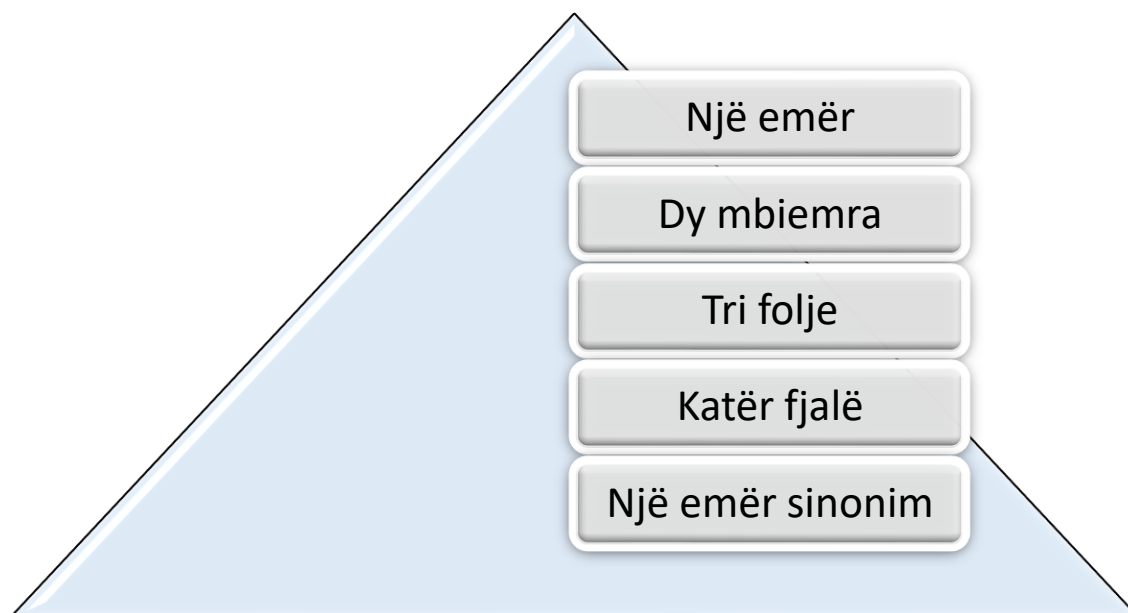 Një emër
Dy mbiemra
Tri folje
Katër fjalë
Një emër sinonim